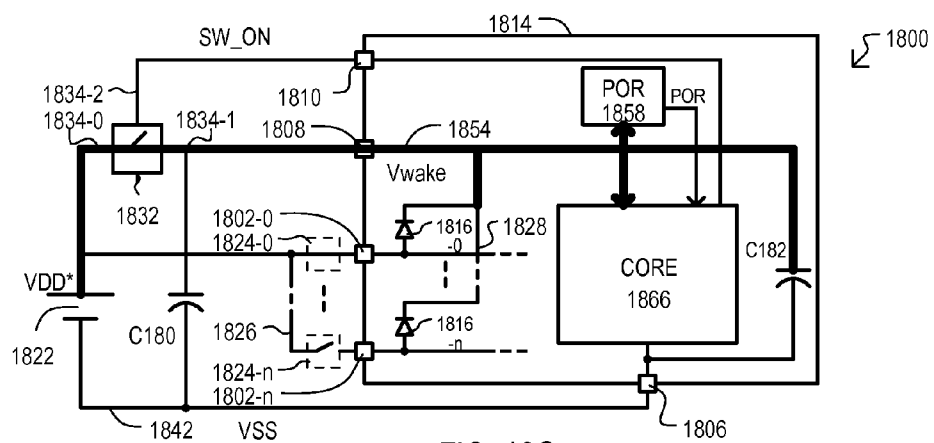 1814
1800
SW_ON
1810
1834-2
1834-0
1834-1
1808
1854
POR
1858
POR
Vwake
1832
1802-0
1824-0
1816
-0
1828
CORE
1866
C182
VDD*
1822
C180
1826
1816
-n
1824-n
1802-n
1842
VSS
1806